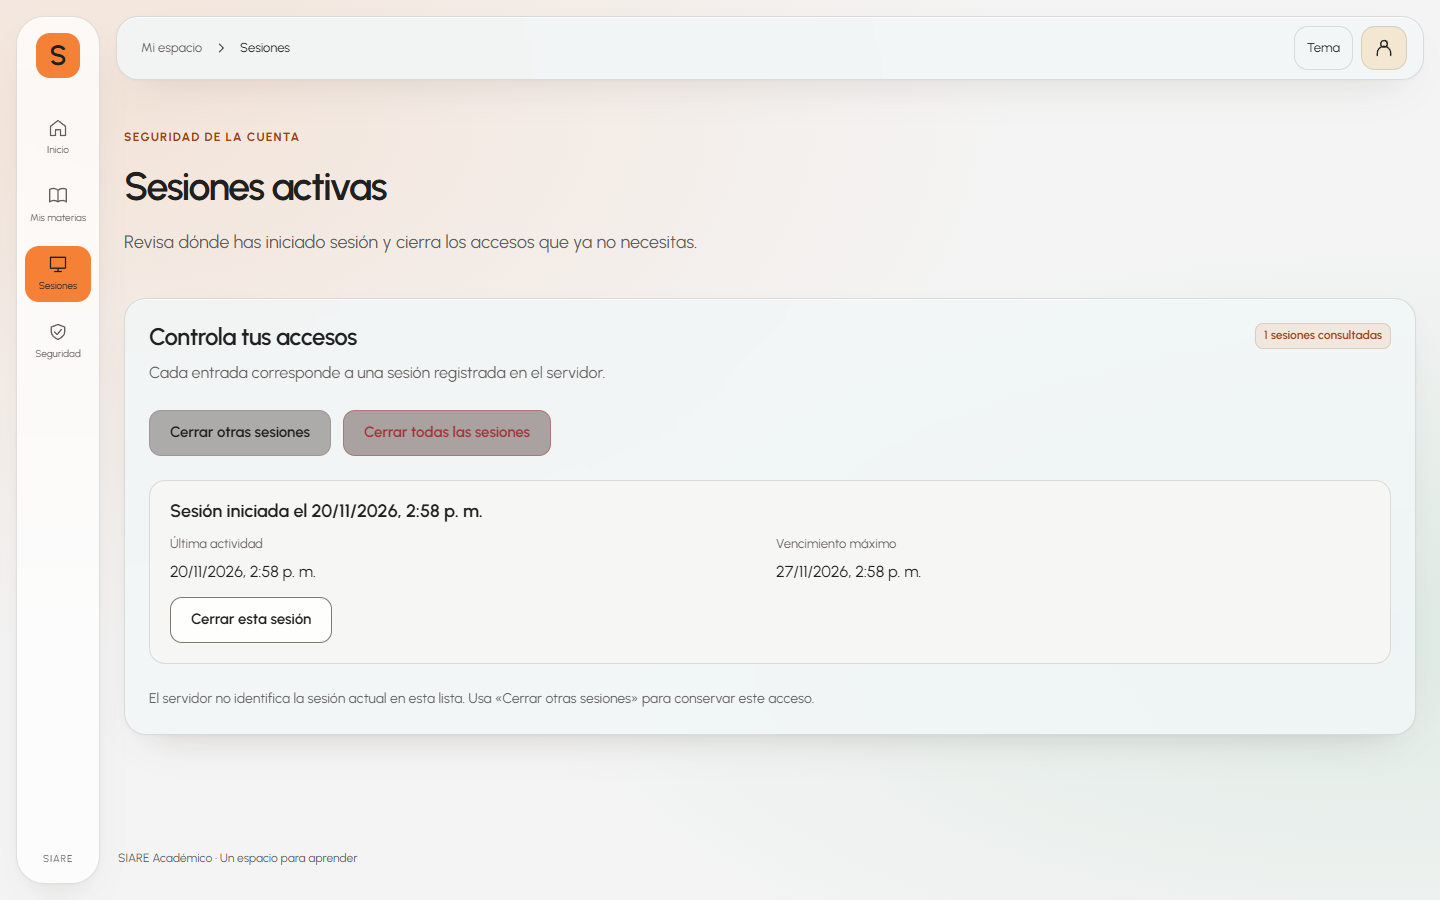 S
Mi espacio > Sesiones
Tema
Inicio
Mis materias
Sesiones
Seguridad
SIARE
SEGURIDAD DE LA CUENTA
Sesiones activas
Revisa dónde has iniciado sesión y cierra los accesos que ya no necesitas.
Controla tus accesos
1 sesiones consultadas
Cada entrada corresponde a una sesión registrada en el servidor.
Cerrar otras sesiones
Cerrar todas las sesiones
Sesión iniciada el 20/11/2026, 2:58 p. m.
Última actividad
Vencimiento máximo
20/11/2026, 2:58 p. m.
27/11/2026, 2:58 p. m.
Cerrar esta sesión
El servidor no identifica la sesión actual en esta lista. Usa «Cerrar otras sesiones» para conservar este acceso.
SIARE Académico · Un espacio para aprender